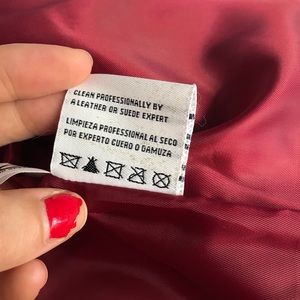 CLEAN PROFESSIONALLY BY
A LEATHER OR SUEDE EXPERT
LIMPIEZA PROFESSIONAL AL SECO
POR EXPERTO CUERO O GAMUZA